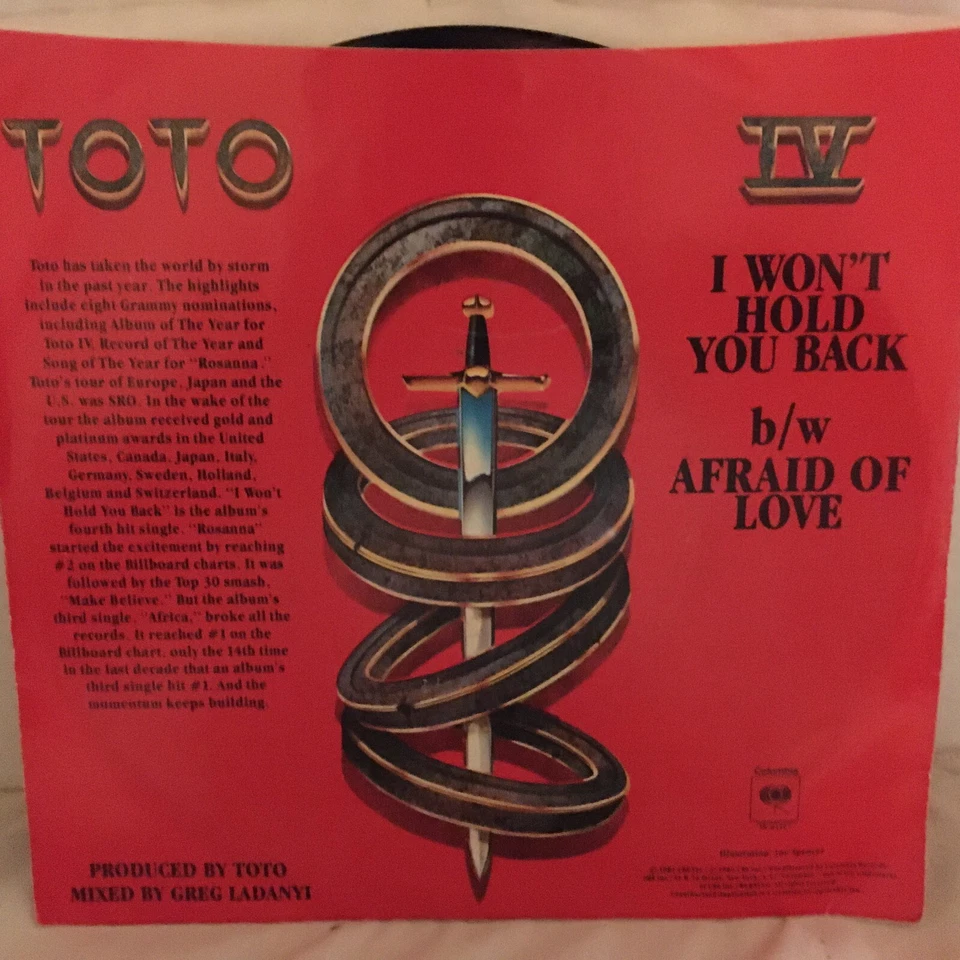 TOTO
IV
Toto has taken the world by storm
in the past year. The highlights
include eight Grammy nominations,
including Album of The Year for
Toto IV, Record of The Year and
Song of The Year for "Rosanna."
Toto's tour of Europe, Japan and the
U.S. was SRO. In the wake of the
tour the album received gold and
platinum awards in the United
States, Canada, Japan, Italy,
Germany, Sweden, Holland,
Belgium and Switzerland. "I Won't
Hold You Back" is the album's
fourth hit single. "Rosanna"
started the excitement by reaching
#2 on the Billboard charts. It was
followed by the Top 30 smash,
"Make Believe." But the album's
third single, "Africa," broke all the
records. It reached #1 on the
Billboard chart, only the 14th time
in the last decade that an album's
third single hit #1. And the
momentum keeps building.
PRODUCED BY TOTO
MIXED BY GREG LADANYI
I WON'T
HOLD
YOU BACK
b/w
AFRAID OF
LOVE
Columbia